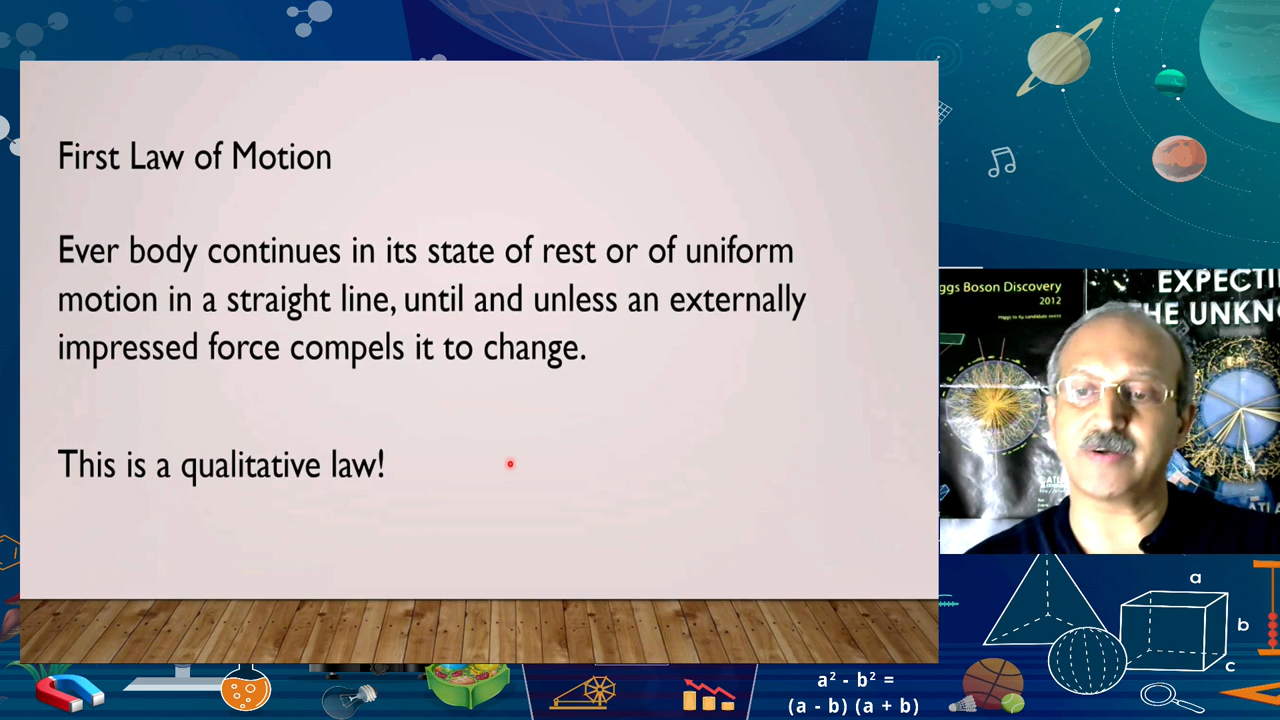 First Law of Motion
Ever body continues in its state of rest or of uniform
motion in a straight line, until and unless an externally
impressed force compels it to change.
This is a qualitative law!
ggs Boson Discovery
2012
EXPECTI
THE UNKN
a
b
c
a² - b² =
(a - b) (a + b)